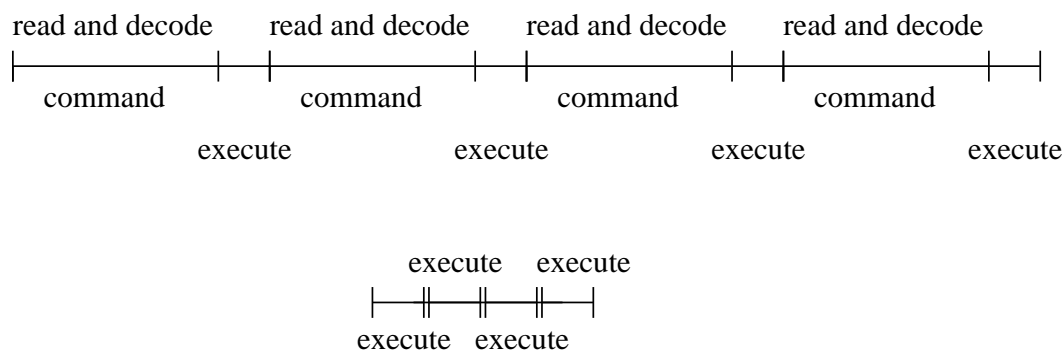 read and decode read and decode read and decode read and decode
command command command command
execute execute execute execute
execute execute
execute execute